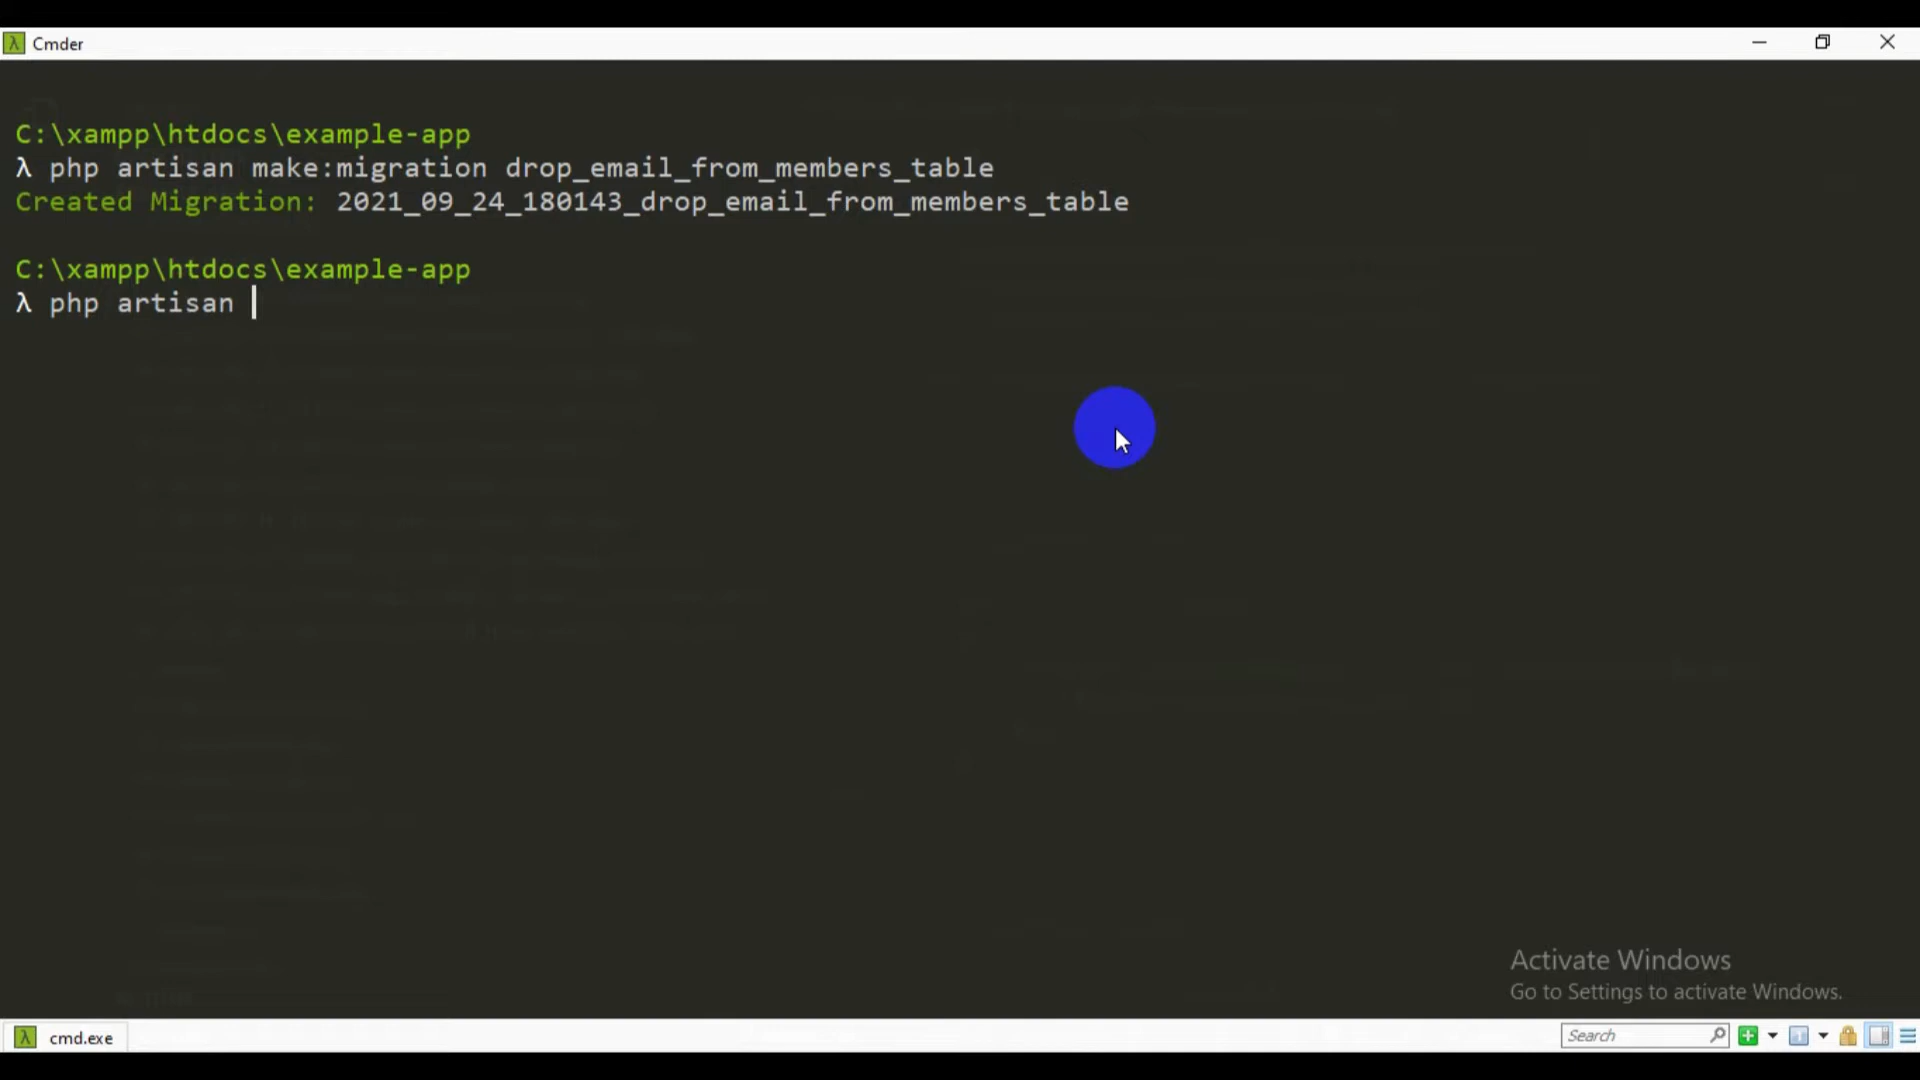 Cmder
C:\xampp\htdocs\example-app
λ php artisan make:migration drop_email_from_members_table
Created Migration: 2021_09_24_180143_drop_email_from_members_table
C:\xampp\htdocs\example-app
λ php artisan
Activate Windows
Go to Settings to activate Windows.
cmd.exe
Search